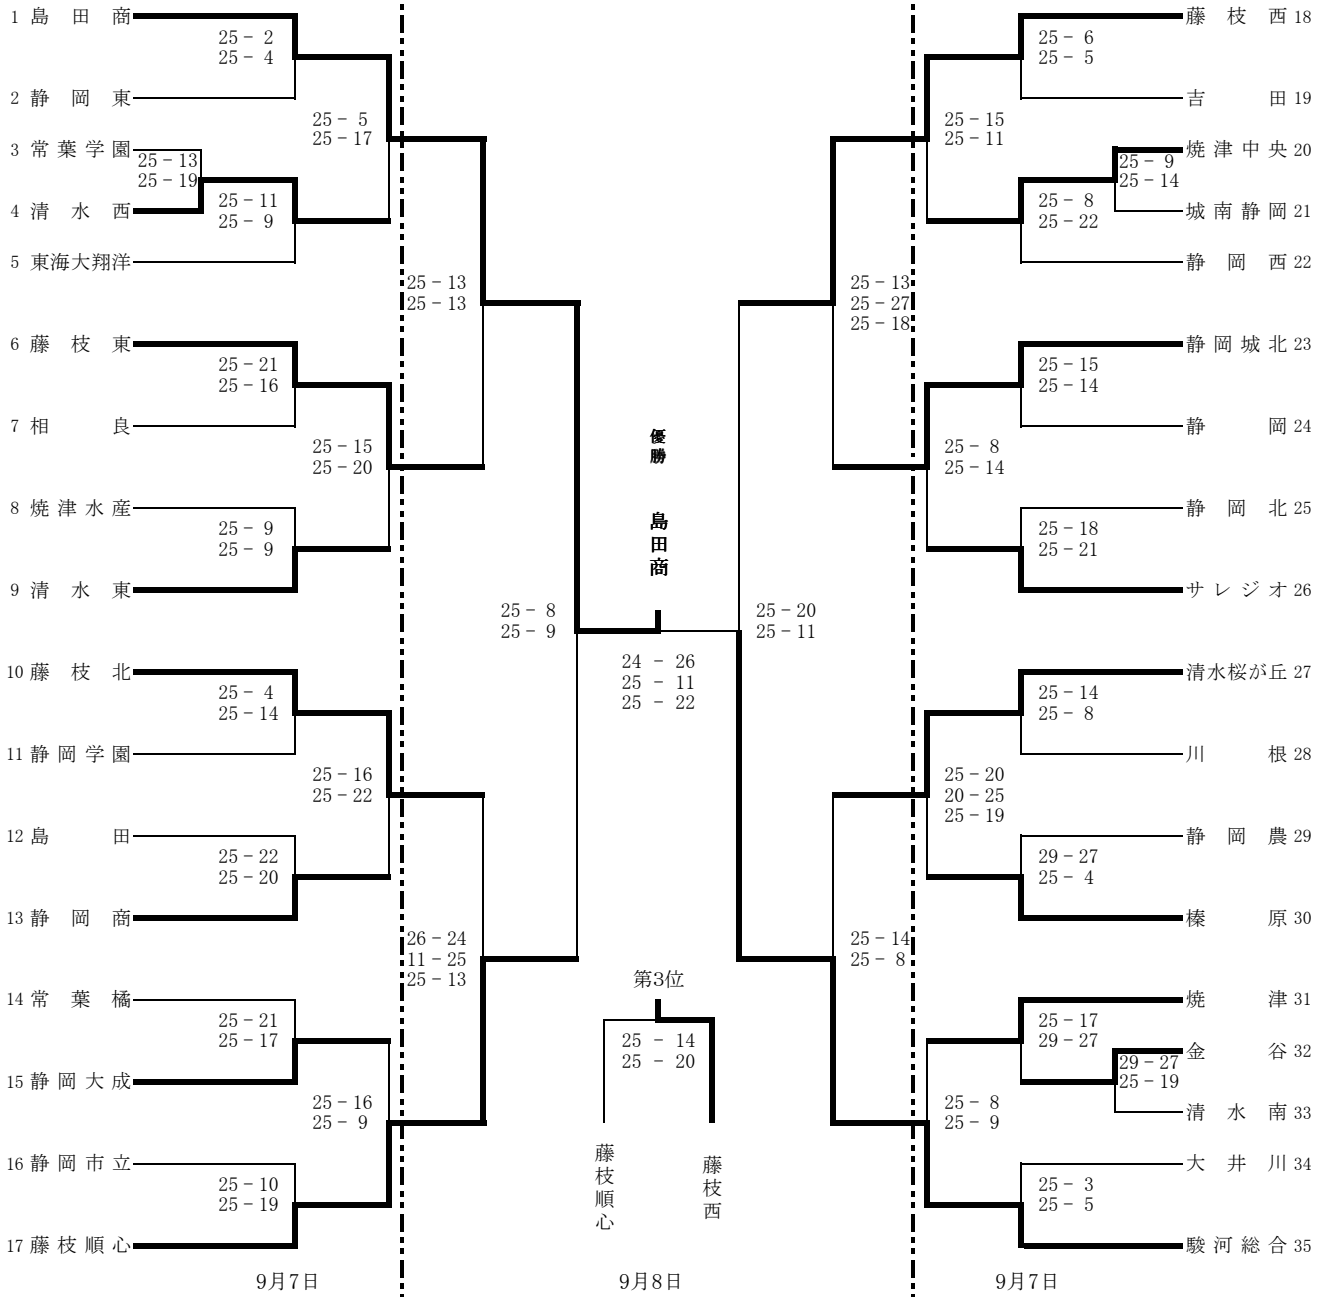 1 島田商
25 − 2
25 − 4
2 静岡東
25 − 5
25 − 17
3 常葉学園
25 − 13
25 − 19
4 清水西
25 − 11
25 − 9
5 東海大翔洋
25 − 13
25 − 13
6 藤枝東
25 − 21
25 − 16
7 相良
25 − 15
25 − 20
8 焼津水産
25 − 9
25 − 9
9 清水東
25 − 8
25 − 9
10 藤枝北
25 − 4
25 − 14
11 静岡学園
25 − 16
25 − 22
12 島田
25 − 22
25 − 20
13 静岡商
26 − 24
11 − 25
25 − 13
14 常葉橘
25 − 21
25 − 17
15 静岡大成
25 − 16
25 − 9
16 静岡市立
25 − 10
25 − 19
17 藤枝順心
優勝
島田商
24 − 26
25 − 11
25 − 22
第3位
25 − 14
25 − 20
藤枝順心
藤枝西
藤枝西 18
25 − 6
25 − 5
吉田 19
25 − 15
25 − 11
焼津中央 20
25 − 9
25 − 14
城南静岡 21
25 − 8
25 − 22
静岡西 22
25 − 13
25 − 27
25 − 18
静岡城北 23
25 − 15
25 − 14
静岡 24
25 − 8
25 − 14
静岡北 25
25 − 18
25 − 21
サレジオ 26
25 − 20
25 − 11
清水桜が丘 27
25 − 14
25 − 8
川根 28
25 − 20
20 − 25
25 − 19
静岡農 29
29 − 27
25 − 4
榛原 30
25 − 14
25 − 8
焼津 31
25 − 17
29 − 27
金谷 32
29 − 27
25 − 19
清水南 33
25 − 8
25 − 9
大井川 34
25 − 3
25 − 5
駿河総合 35
9月7日
9月8日
9月7日